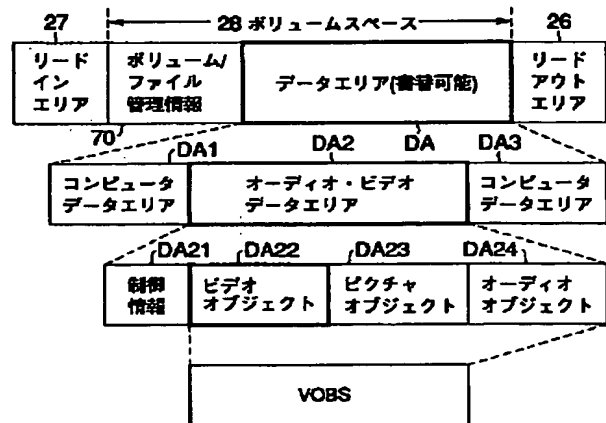 27
28 ボリュームスペース
26
リード
イン
エリア
ボリューム/
ファイル
管理情報
データエリア(書替可能)
リード
アウト
エリア
70
DA
DA1
DA2
DA3
コンピュータ
データエリア
オーディオ・ビデオ
データエリア
コンピュータ
データエリア
DA21
DA22
DA23
DA24
制御
情報
ビデオ
オブジェクト
ピクチャ
オブジェクト
オーディオ
オブジェクト
VOBS